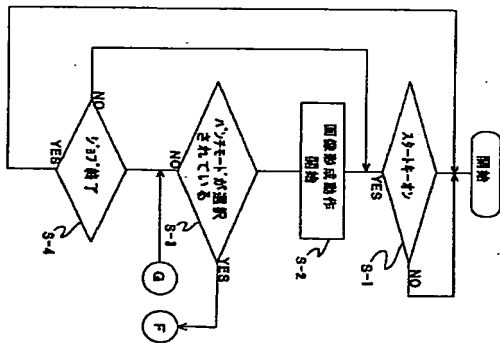 開始
スタートキーオン
S-1
NO
YES
画像形成動作
開始
S-2
パンチモードが選択
されている
S-3
YES
NO
F
G
ジョブ終了
S-4
NO
YES